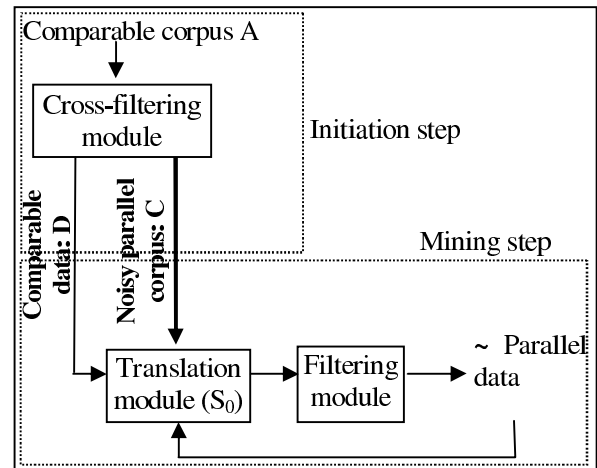 Comparable corpus A
Cross-filtering
module
Initiation step
Comparable
data: D
Noisy parallel
corpus: C
Mining step
Translation
module (S₀)
Filtering
module
~ Parallel
data